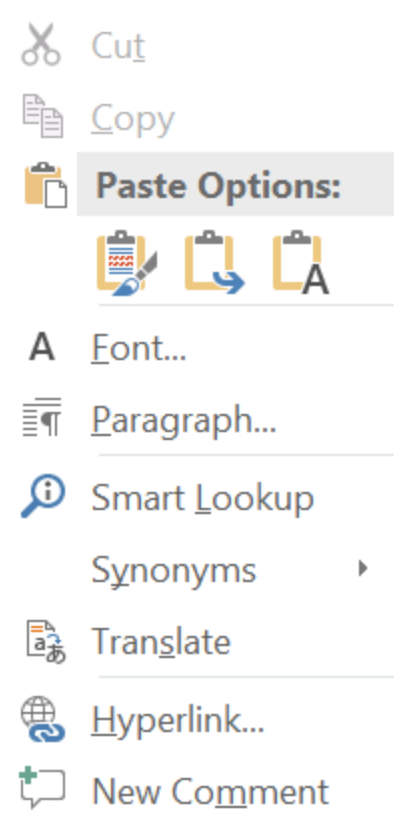 Cut
Copy
Paste Options:
Font...
Paragraph...
Smart Lookup
Synonyms
Translate
Hyperlink...
New Comment